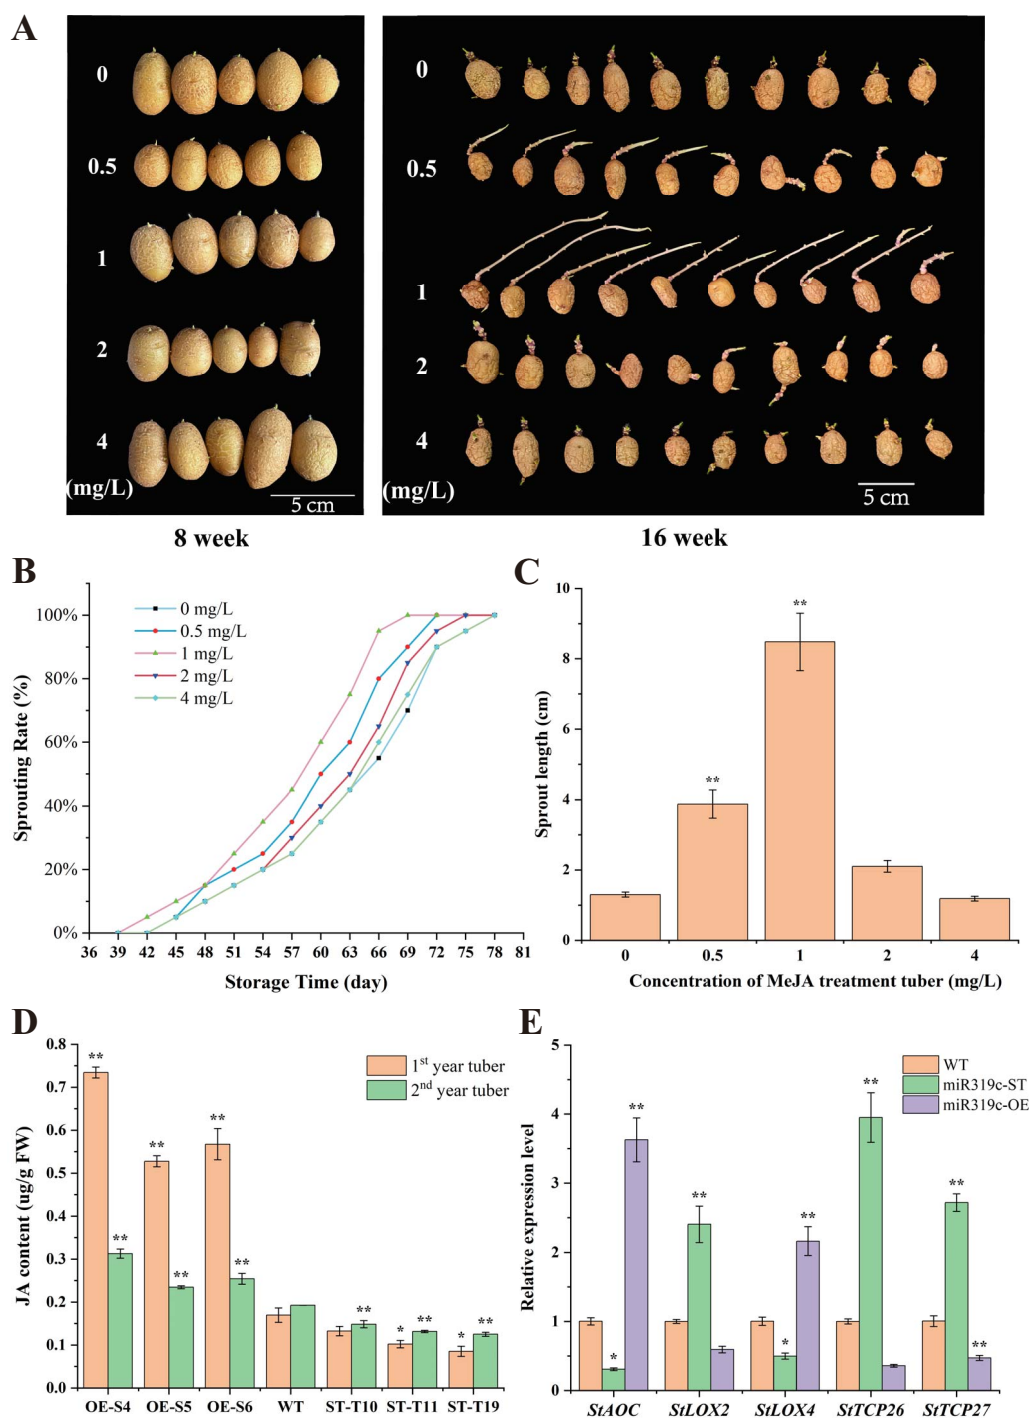 A
0
0.5
1
2
4
(mg/L)
5 cm
8 week
0
0.5
1
2
4
(mg/L)
5 cm
16 week
B
Sprouting Rate (%)
100%
80%
60%
40%
20%
0%
0 mg/L
0.5 mg/L
1 mg/L
2 mg/L
4 mg/L
36 39 42 45 48 51 54 57 60 63 66 69 72 75 78 81
Storage Time (day)
C
Sprout length (cm)
10
8
6
4
2
0
**
**
0 0.5 1 2 4
Concentration of MeJA treatment tuber (mg/L)
D
JA content (ug/g FW)
0.8
0.7
0.6
0.5
0.4
0.3
0.2
0.1
0.0
1st year tuber
2nd year tuber
** ** ** ** ** ** ** * ** * **
OE-S4 OE-S5 OE-S6 WT ST-T10 ST-T11 ST-T19
E
Relative expression level
5
4
3
2
1
0
WT
miR319c-ST
miR319c-OE
* ** ** * ** ** ** **
StAOC StLOX2 StLOX4 StTCP26 StTCP27